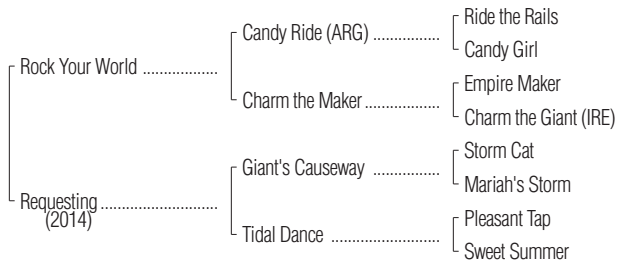 Ride the Rails
Candy Ride (ARG) ................
Candy Girl
Rock Your World ..................
Empire Maker
Charm the Maker ..................
Charm the Giant (IRE)
Storm Cat
Giant's Causeway ................
Mariah's Storm
Requesting ............................
(2014)
Pleasant Tap
Tidal Dance ..........................
Sweet Summer